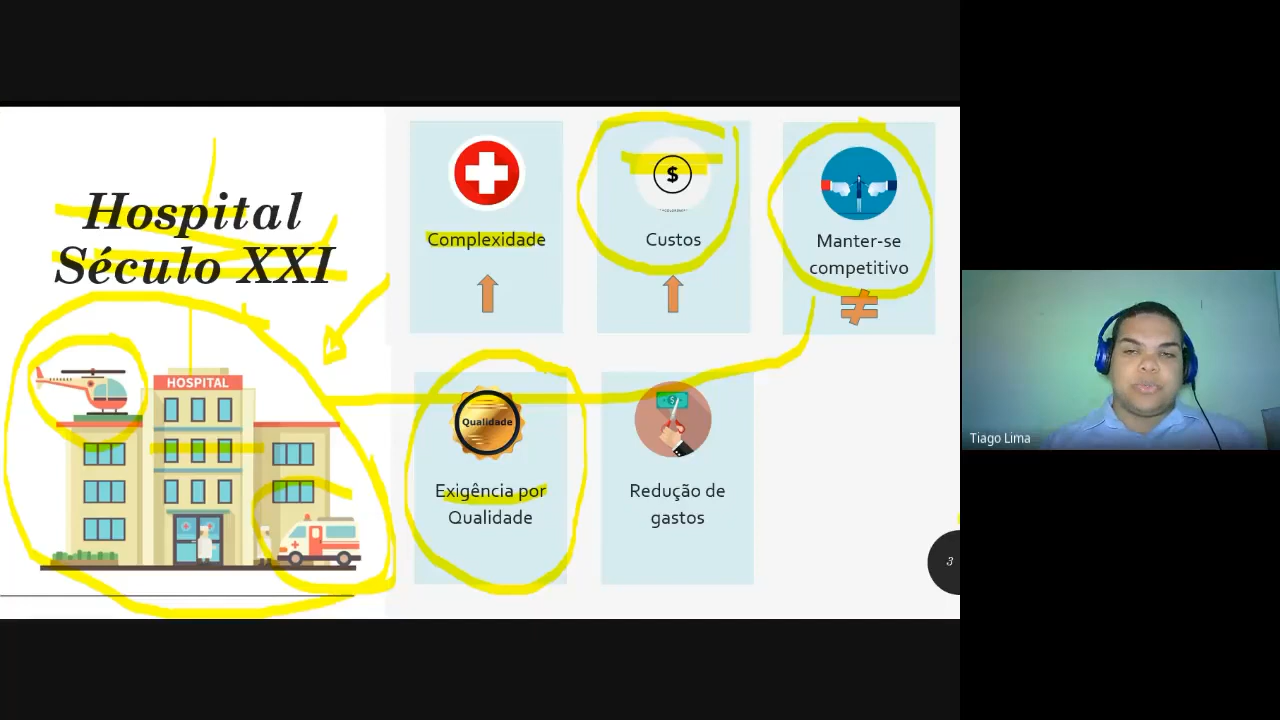 Hospital
Século XXI
HOSPITAL
Complexidade
$
Custos
Manter-se
competitivo
≠
Qualidade
Exigência por
Qualidade
$
Redução de
gastos
3
Tiago Lima